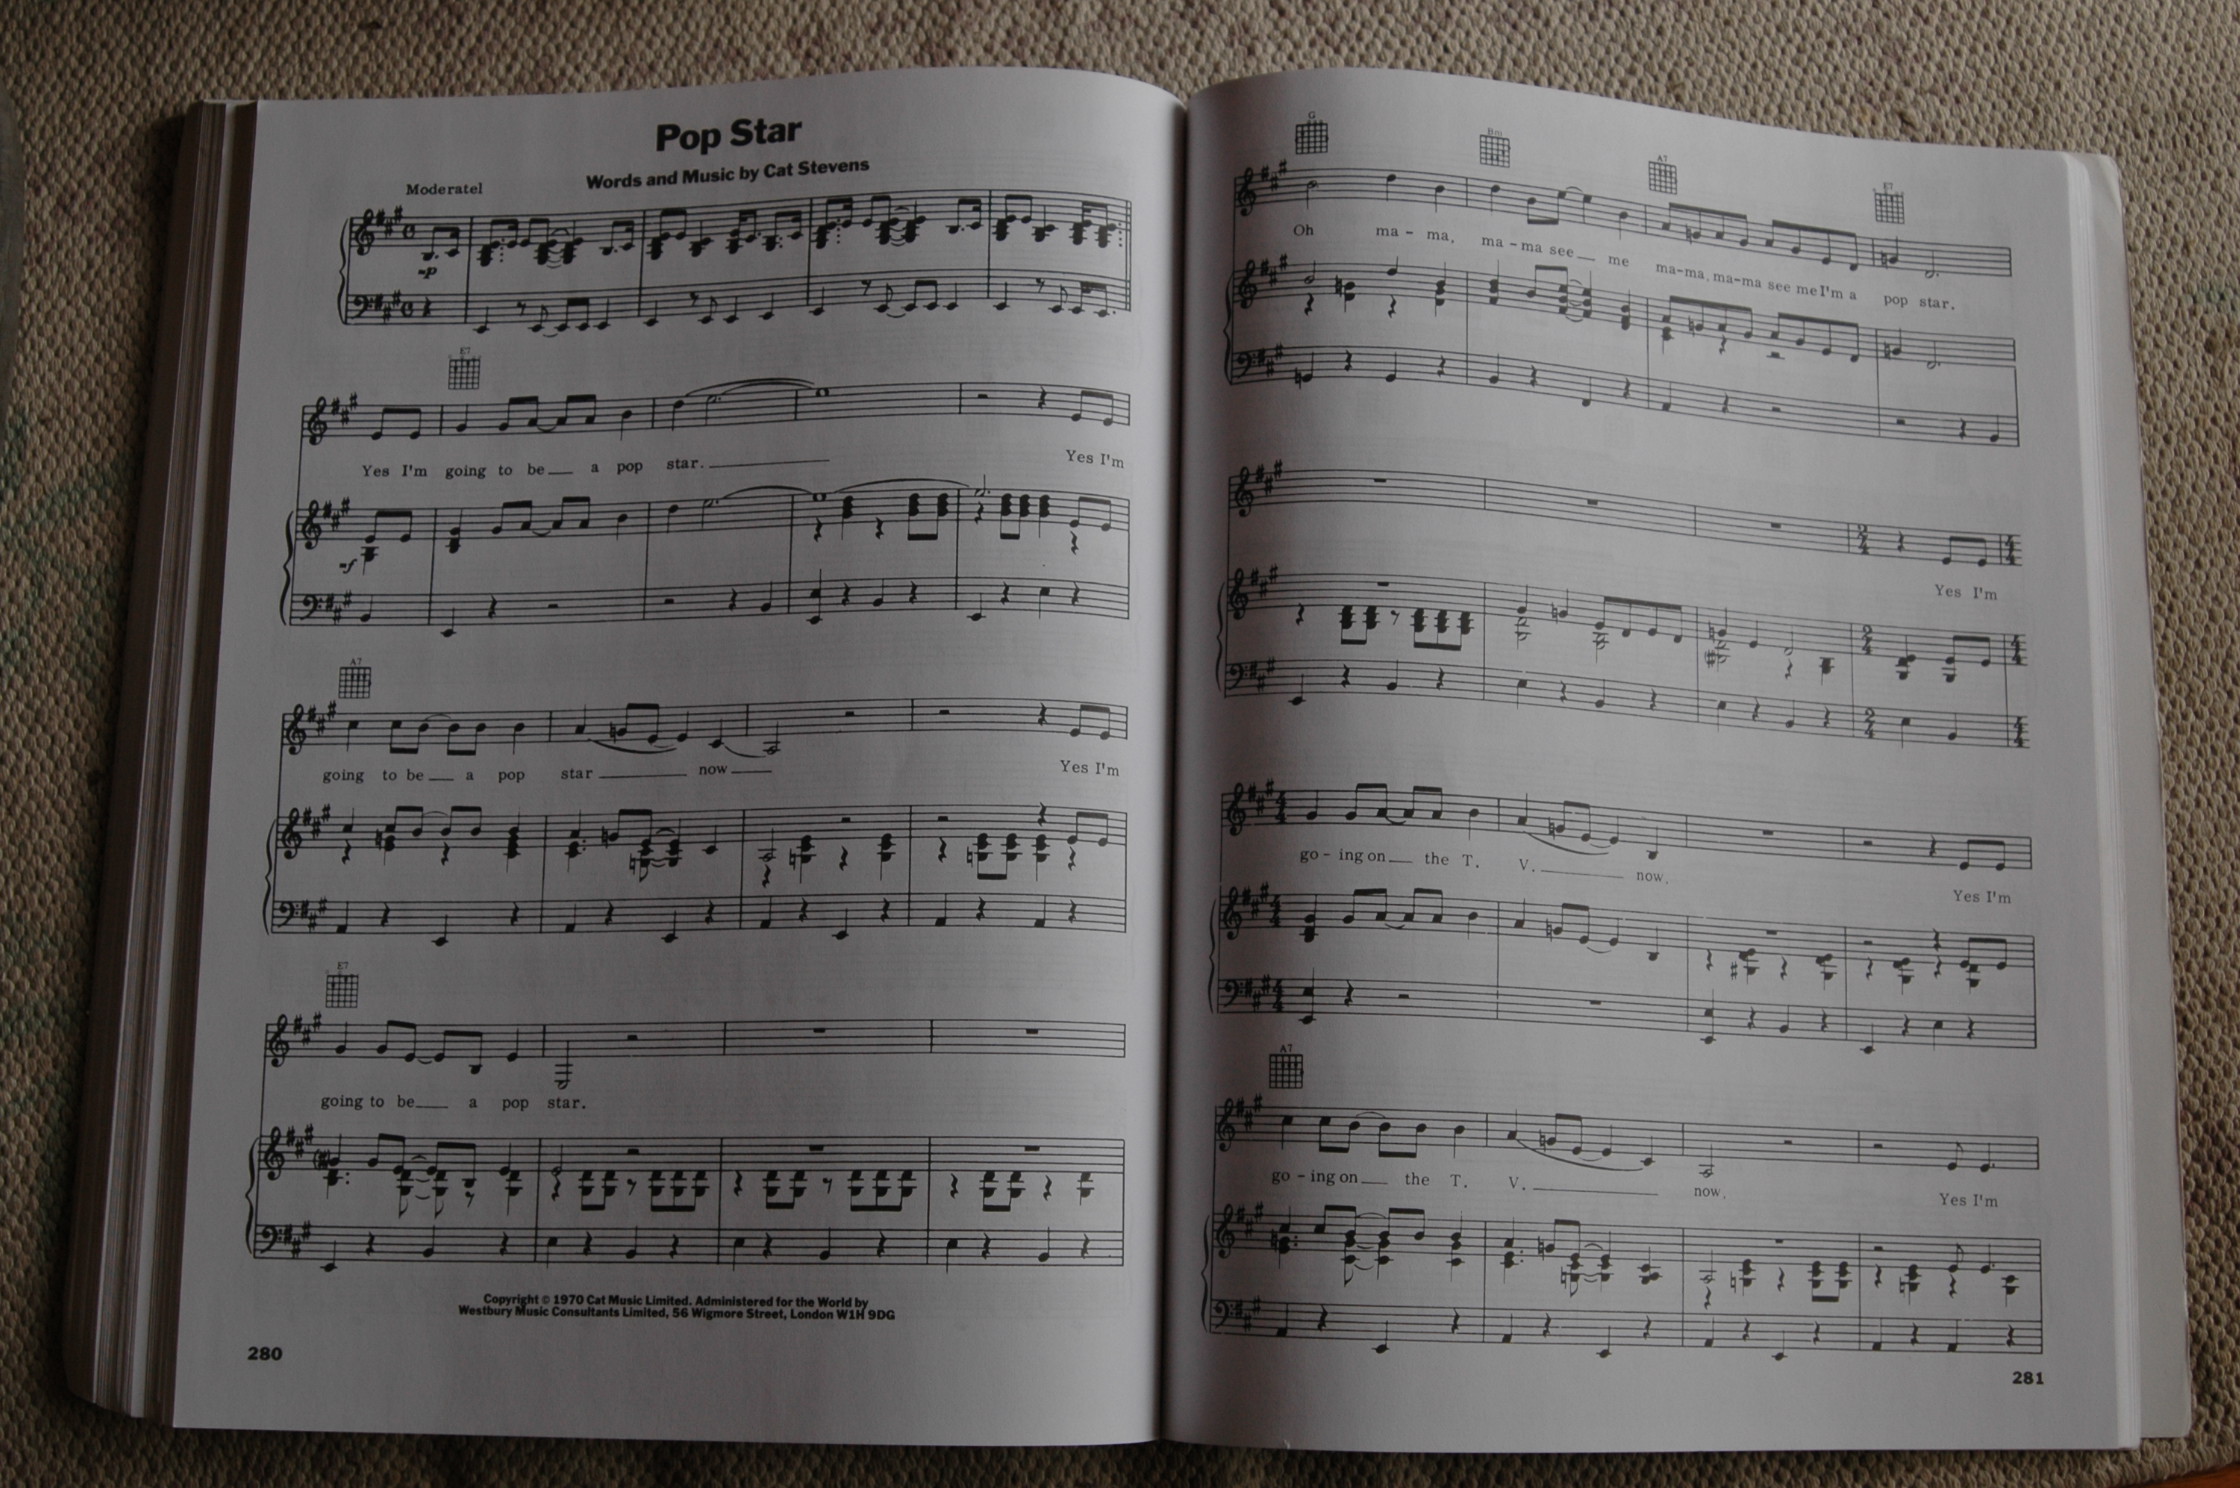 Pop Star
Words and Music by Cat Stevens
Moderate
mp
E7
Yes I'm going to be a pop star. Yes I'm
mf
A7
going to be a pop star now Yes I'm
E7
going to be a pop star.
Copyright © 1970 Cat Music Limited. Administered for the World by
Westbury Music Consultants Limited, 56 Wigmore Street, London W1H 9DG
280
G Bm A7 E7
Oh ma - ma, ma - ma see me ma-ma, ma-ma see me I'm a pop star.
Yes I'm
go - ing on the T. V. now. Yes I'm
A7
go - ing on the T. V. now. Yes I'm
281